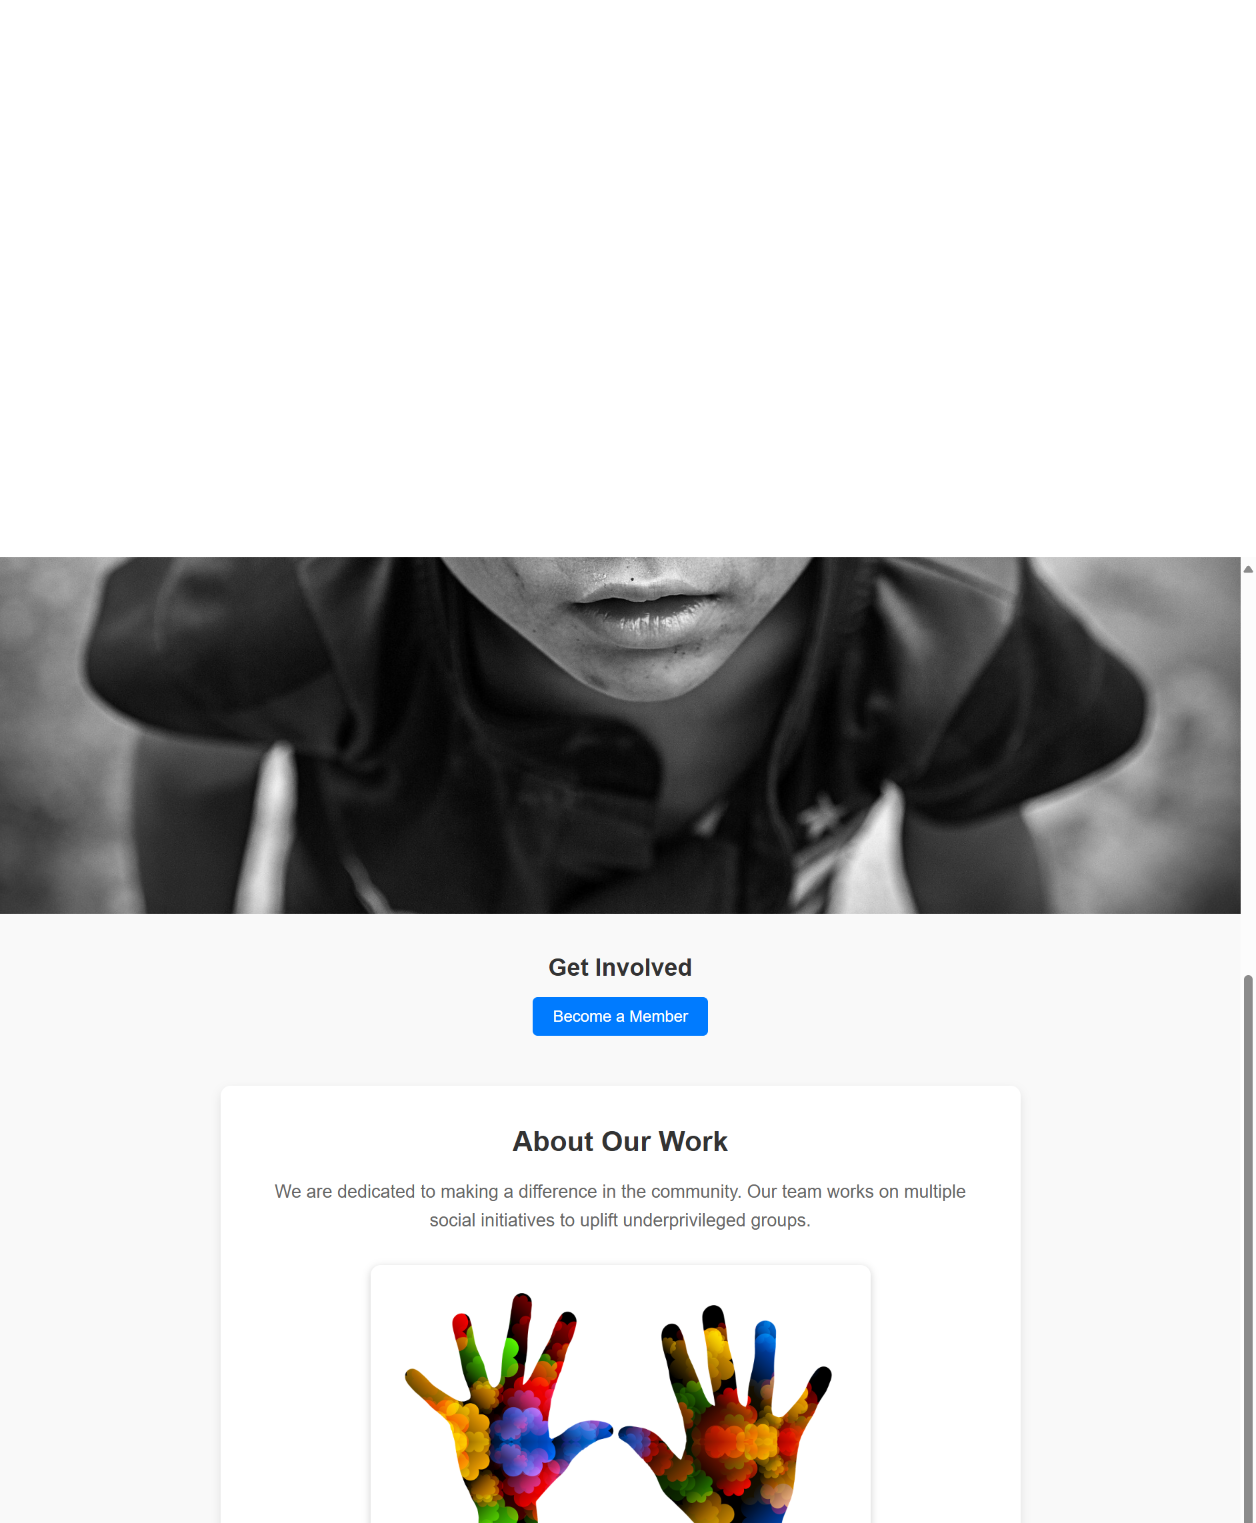 Get Involved
Become a Member
About Our Work
We are dedicated to making a difference in the community. Our team works on multiple
social initiatives to uplift underprivileged groups.